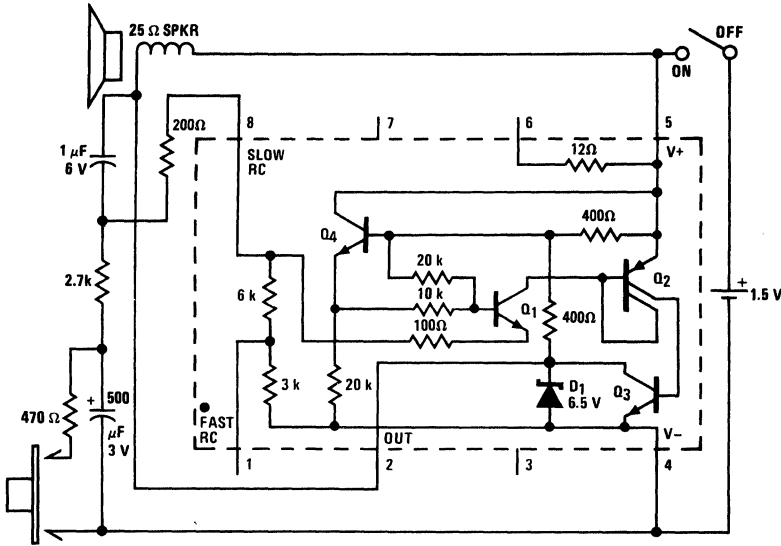 25 Ω SPKR
OFF
ON
200Ω
8
7
6
5
1 μF
6 V
SLOW
RC
12Ω
V+
400Ω
Q4
20 k
Q2
2.7k
6 k
10 k
Q1
1.5 V
+
100Ω
400Ω
+
500
μF
3 V
470 Ω
3 k
20 k
D1
6.5 V
Q3
FAST
RC
OUT
V−
1
2
3
4